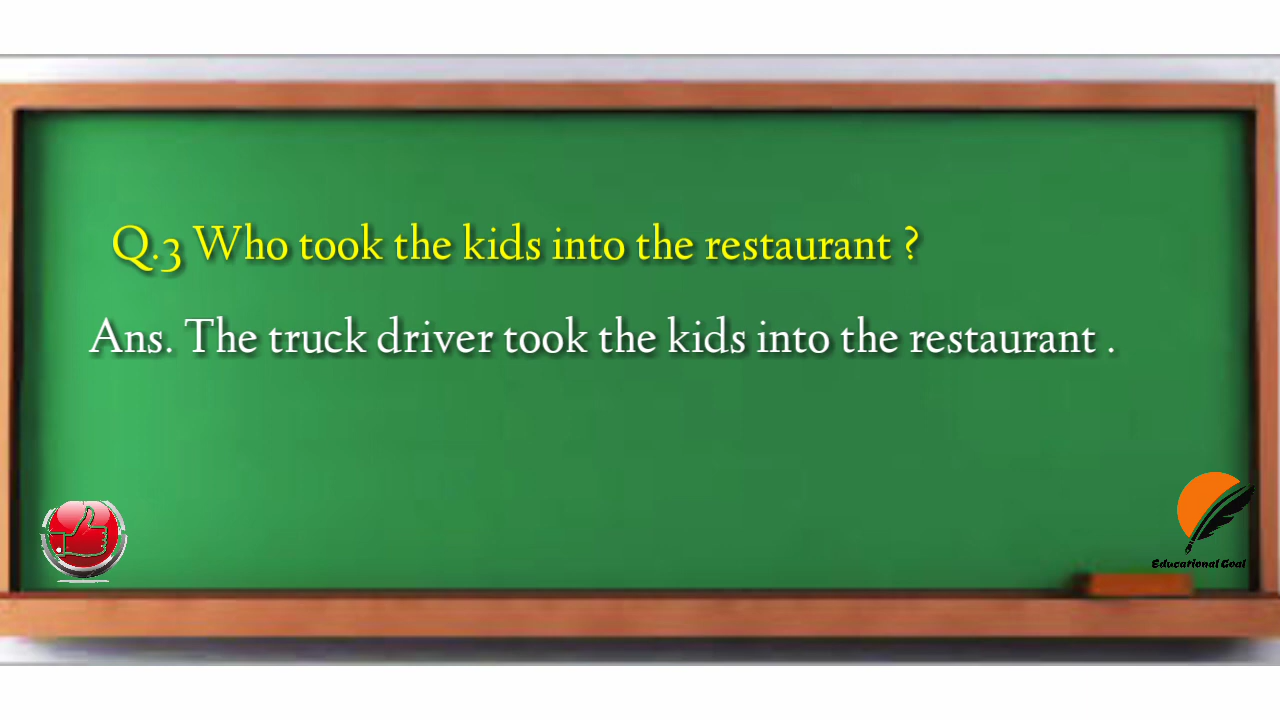 Q.3 Who took the kids into the restaurant ?
Ans. The truck driver took the kids into the restaurant .
Educational Goal